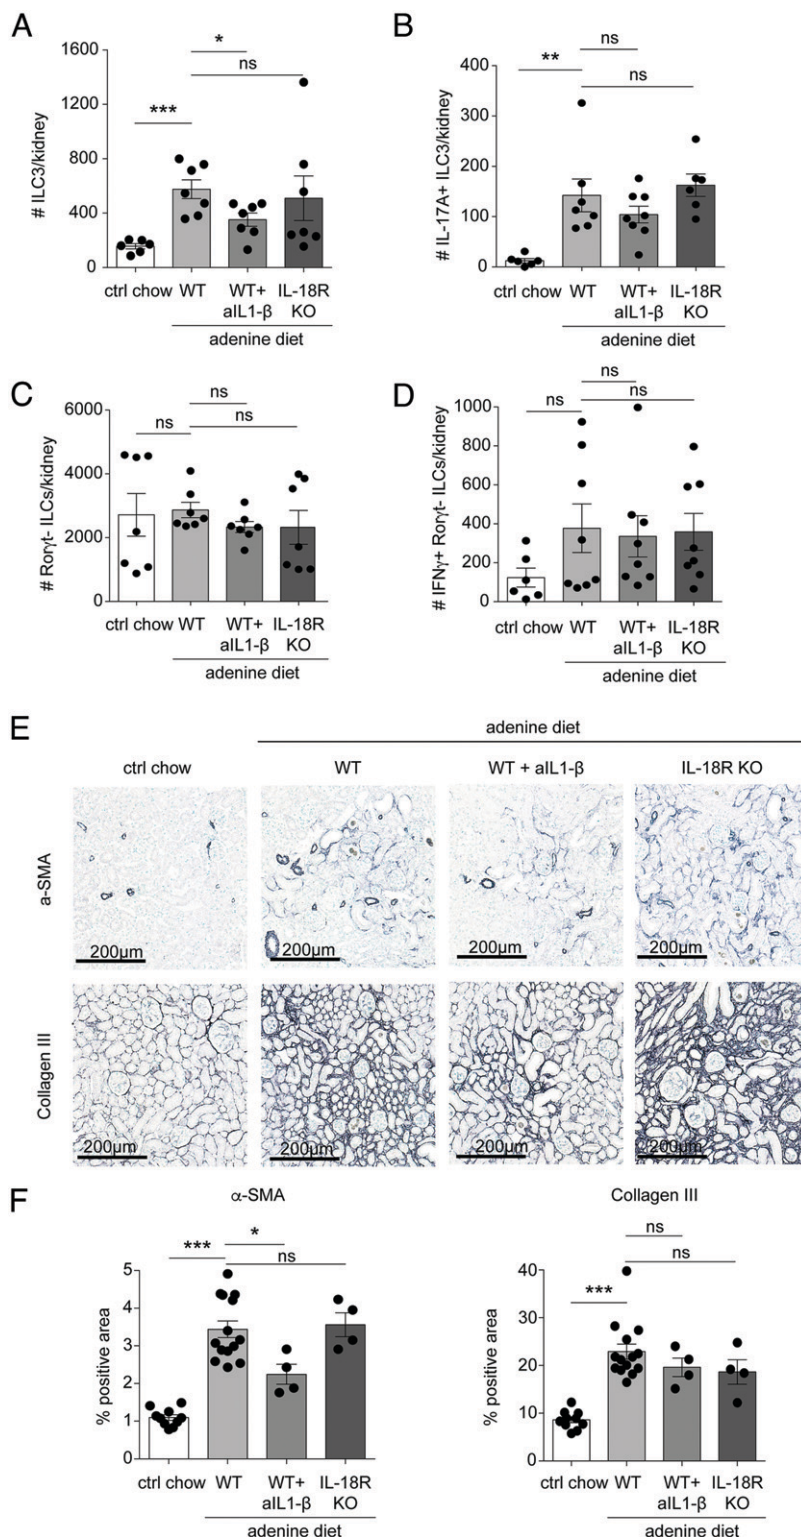 A
# ILC3/kidney
1600
1200
800
400
0
***
*
ns
ctrl chow
WT
WT+
aIL1-β
IL-18R
KO
adenine diet
B
# IL-17A+ ILC3/kidney
400
300
200
100
0
**
ns
ns
ctrl chow
WT
WT+
aIL1-β
IL-18R
KO
adenine diet
C
# Rorγt- ILCs/kidney
6000
4000
2000
0
ns
ns
ns
ctrl chow
WT
WT+
aIL1-β
IL-18R
KO
adenine diet
D
# IFNγ+ Rorγt- ILCs/kidney
1000
800
600
400
200
0
ns
ns
ns
ctrl chow
WT
WT+
aIL1-β
IL-18R
KO
adenine diet
E
adenine diet
ctrl chow
WT
WT + aIL1-β
IL-18R KO
a-SMA
200μm
200μm
200μm
200μm
Collagen III
200μm
200μm
200μm
200μm
F
α-SMA
% positive area
5
4
3
2
1
0
***
*
ns
ctrl chow
WT
WT+
aIL1-β
IL-18R
KO
adenine diet
Collagen III
% positive area
40
30
20
10
0
***
ns
ns
ctrl chow
WT
WT+
aIL1-β
IL-18R
KO
adenine diet